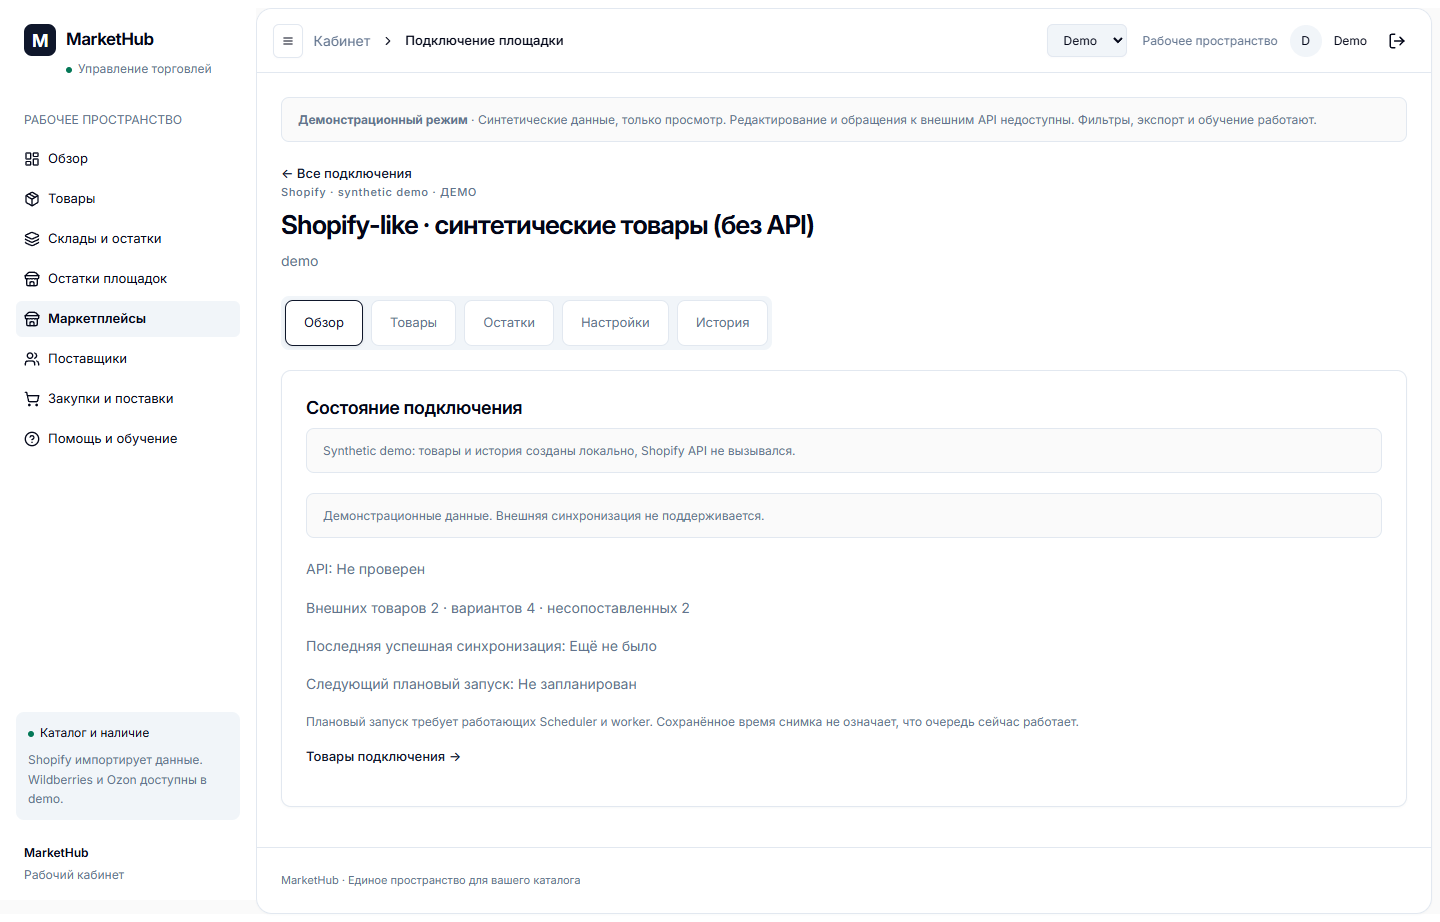 M MarketHub
Управление торговлей
РАБОЧЕЕ ПРОСТРАНСТВО
Обзор
Товары
Склады и остатки
Остатки площадок
Маркетплейсы
Поставщики
Закупки и поставки
Помощь и обучение
Каталог и наличие
Shopify импортирует данные.
Wildberries и Ozon доступны в
demo.
MarketHub
Рабочий кабинет
Кабинет > Подключение площадки
Demo
Рабочее пространство
D
Demo
Демонстрационный режим · Синтетические данные, только просмотр. Редактирование и обращения к внешним API недоступны. Фильтры, экспорт и обучение работают.
← Все подключения
Shopify · synthetic demo · ДЕМО
Shopify-like · синтетические товары (без API)
demo
Обзор
Товары
Остатки
Настройки
История
Состояние подключения
Synthetic demo: товары и история созданы локально, Shopify API не вызывался.
Демонстрационные данные. Внешняя синхронизация не поддерживается.
API: Не проверен
Внешних товаров 2 · вариантов 4 · несопоставленных 2
Последняя успешная синхронизация: Ещё не было
Следующий плановый запуск: Не запланирован
Плановый запуск требует работающих Scheduler и worker. Сохранённое время снимка не означает, что очередь сейчас работает.
Товары подключения →
MarketHub · Единое пространство для вашего каталога